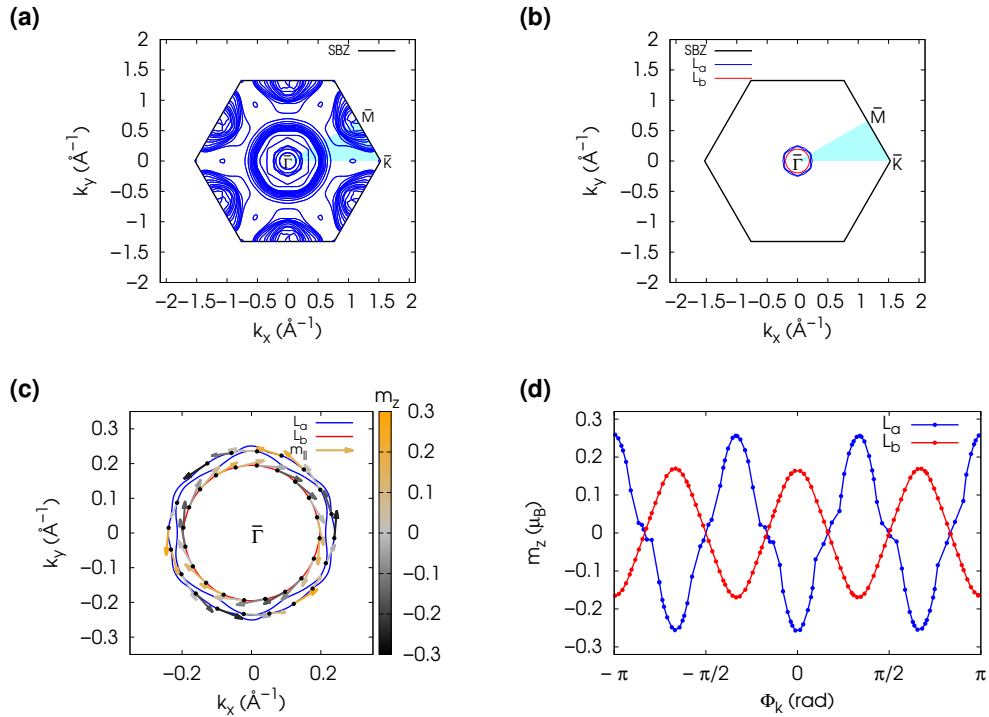 (a)
(b)
SBZ
2
1.5
1
0.5
0
−0.5
−1
−1.5
−2
k_y (Å⁻¹)
M̄
K̄
Γ̄
−2 −1.5 −1 −0.5 0 0.5 1 1.5 2
k_x (Å⁻¹)
SBZ
L_a
L_b
2
1.5
1
0.5
0
−0.5
−1
−1.5
−2
k_y (Å⁻¹)
M̄
K̄
Γ̄
−2 −1.5 −1 −0.5 0 0.5 1 1.5 2
k_x (Å⁻¹)
(c)
(d)
m_z
L_a
L_b
m_||
0.3
0.2
0.1
0
−0.1
−0.2
−0.3
k_y (Å⁻¹)
Γ̄
−0.2 0 0.2
k_x (Å⁻¹)
0.3
0.2
0.1
0
−0.1
−0.2
−0.3
L_a
L_b
0.3
0.2
0.1
0
−0.1
−0.2
−0.3
m_z (μ_B)
− π − π/2 0 π/2 π
Φ_k (rad)